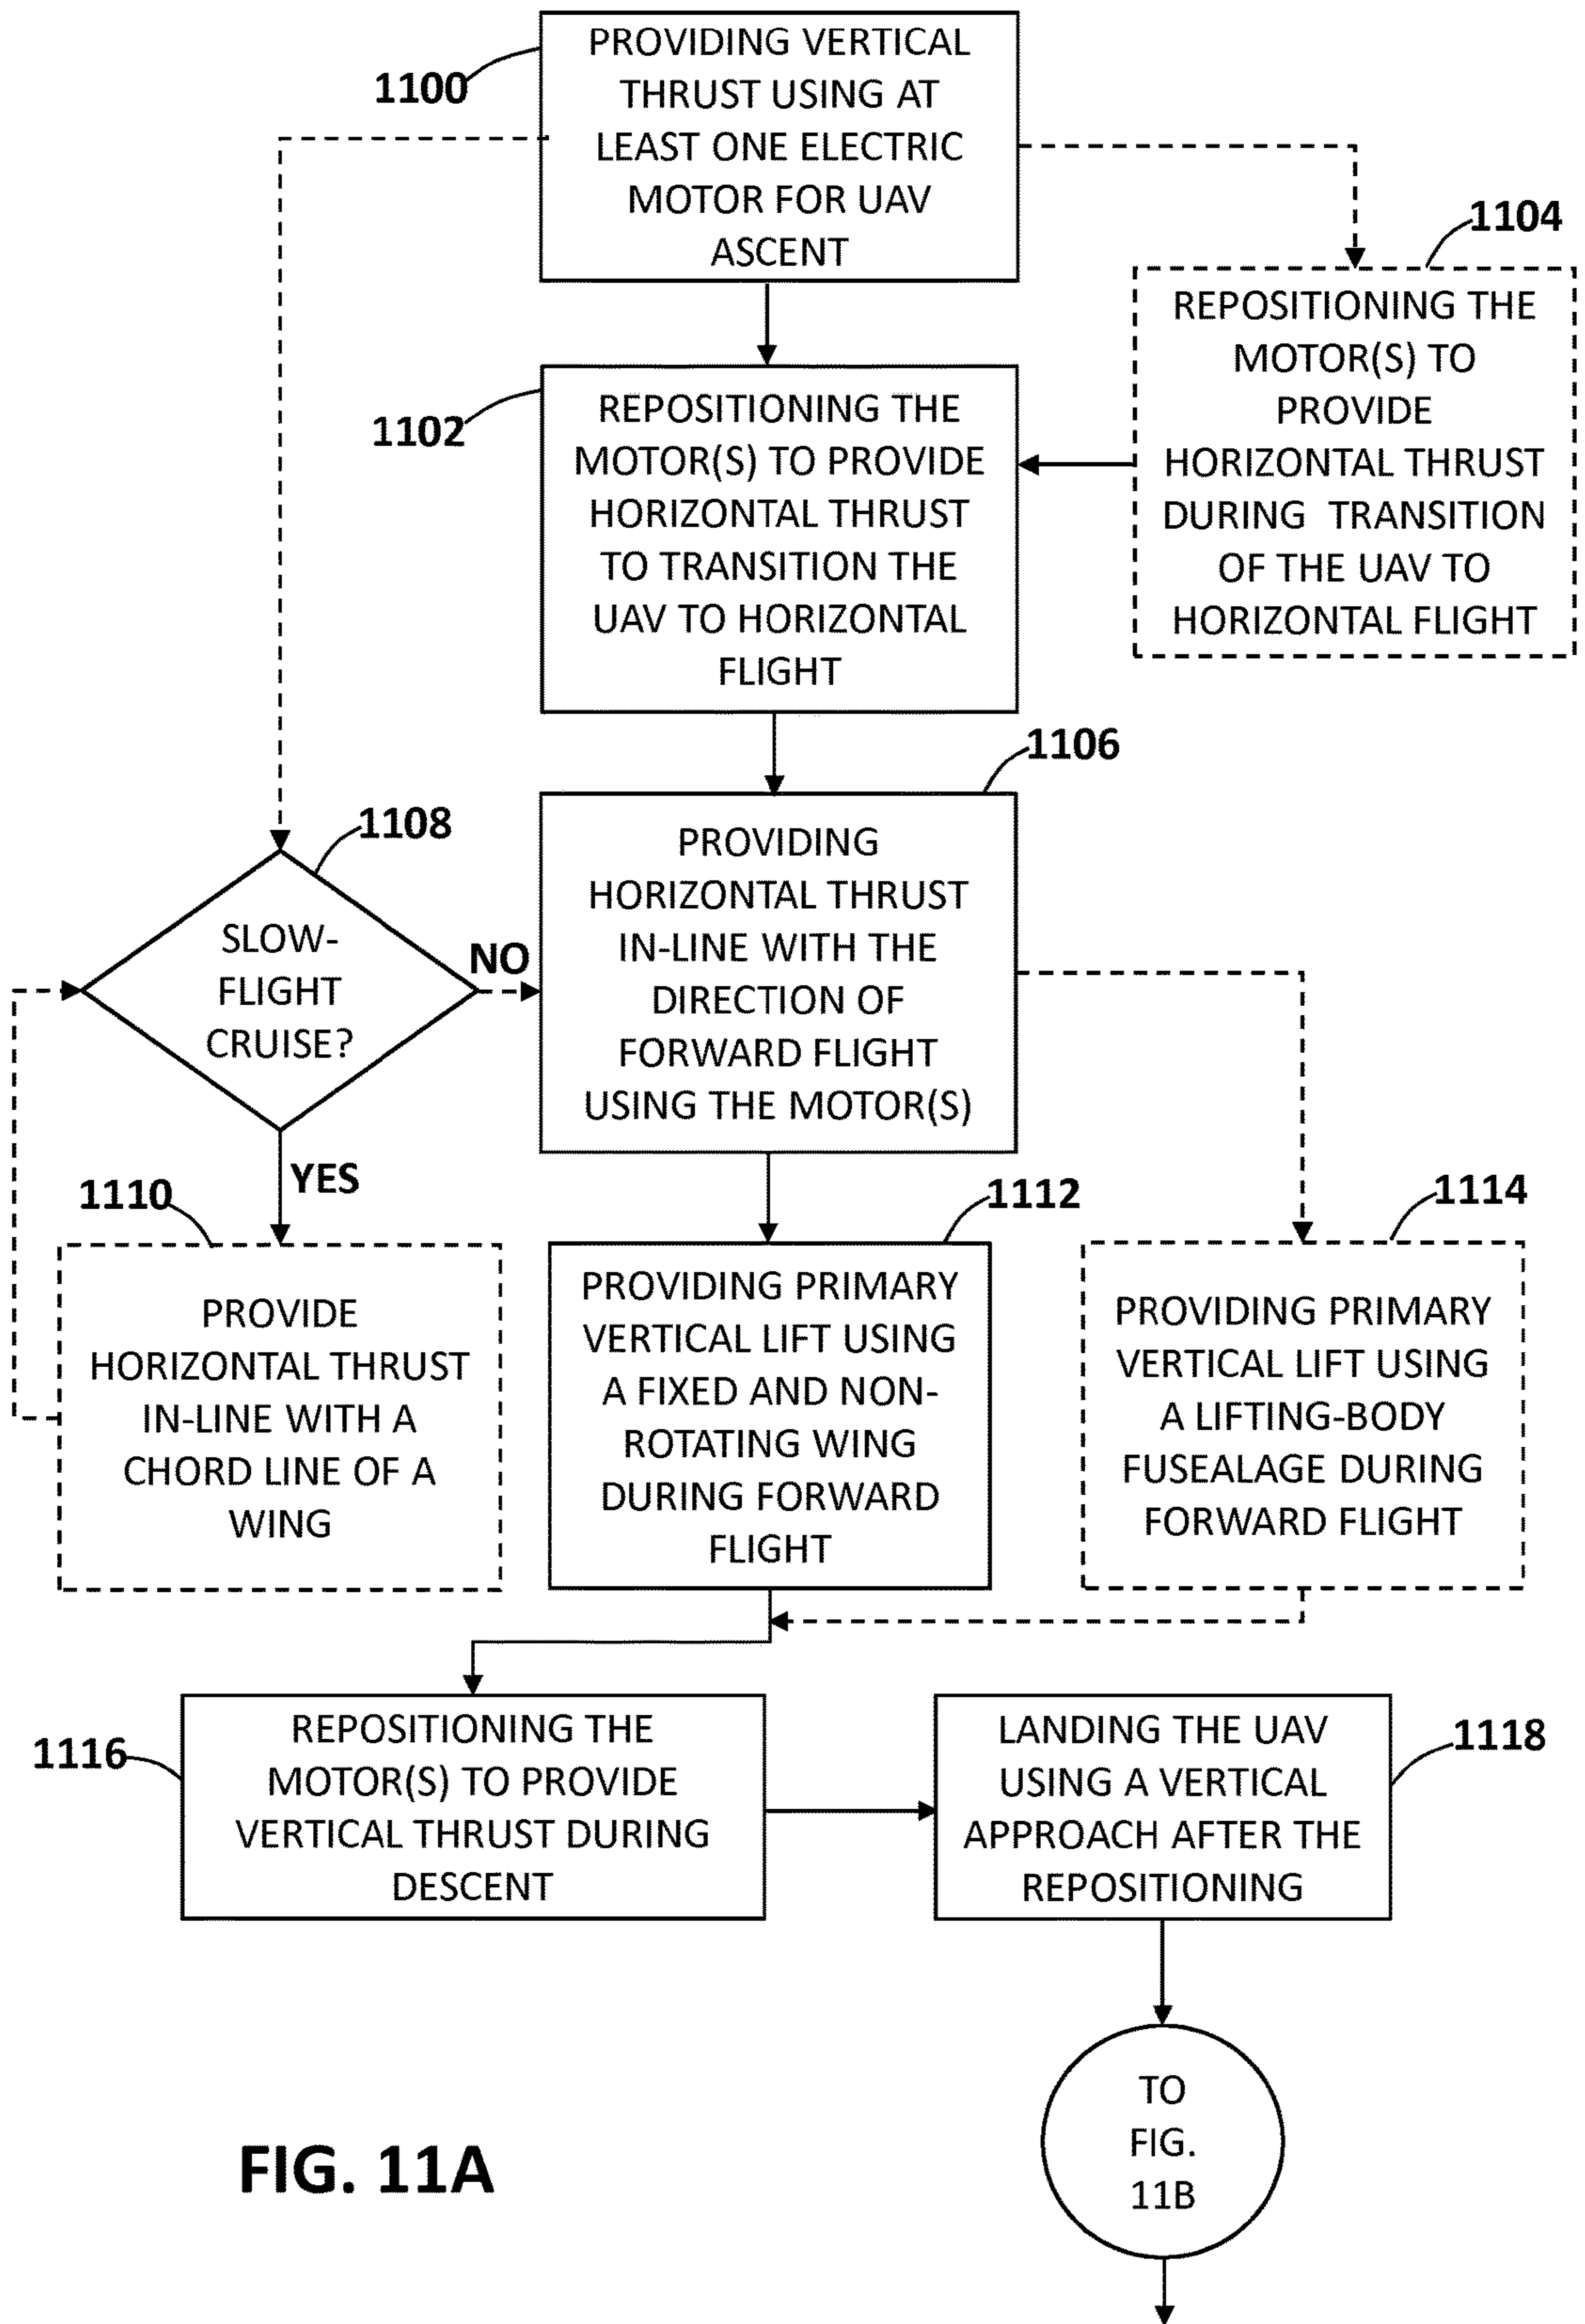 1100
PROVIDING VERTICAL
THRUST USING AT
LEAST ONE ELECTRIC
MOTOR FOR UAV
ASCENT
1104
REPOSITIONING THE
MOTOR(S) TO
PROVIDE
HORIZONTAL THRUST
DURING TRANSITION
OF THE UAV TO
HORIZONTAL FLIGHT
1102
REPOSITIONING THE
MOTOR(S) TO PROVIDE
HORIZONTAL THRUST
TO TRANSITION THE
UAV TO HORIZONTAL
FLIGHT
1106
PROVIDING
HORIZONTAL THRUST
IN-LINE WITH THE
DIRECTION OF
FORWARD FLIGHT
USING THE MOTOR(S)
1108
SLOW-
FLIGHT
CRUISE?
NO
YES
1110
PROVIDE
HORIZONTAL THRUST
IN-LINE WITH A
CHORD LINE OF A
WING
1112
PROVIDING PRIMARY
VERTICAL LIFT USING
A FIXED AND NON-
ROTATING WING
DURING FORWARD
FLIGHT
1114
PROVIDING PRIMARY
VERTICAL LIFT USING
A LIFTING-BODY
FUSEALAGE DURING
FORWARD FLIGHT
1116
REPOSITIONING THE
MOTOR(S) TO PROVIDE
VERTICAL THRUST DURING
DESCENT
1118
LANDING THE UAV
USING A VERTICAL
APPROACH AFTER THE
REPOSITIONING
TO
FIG.
11B
FIG. 11A